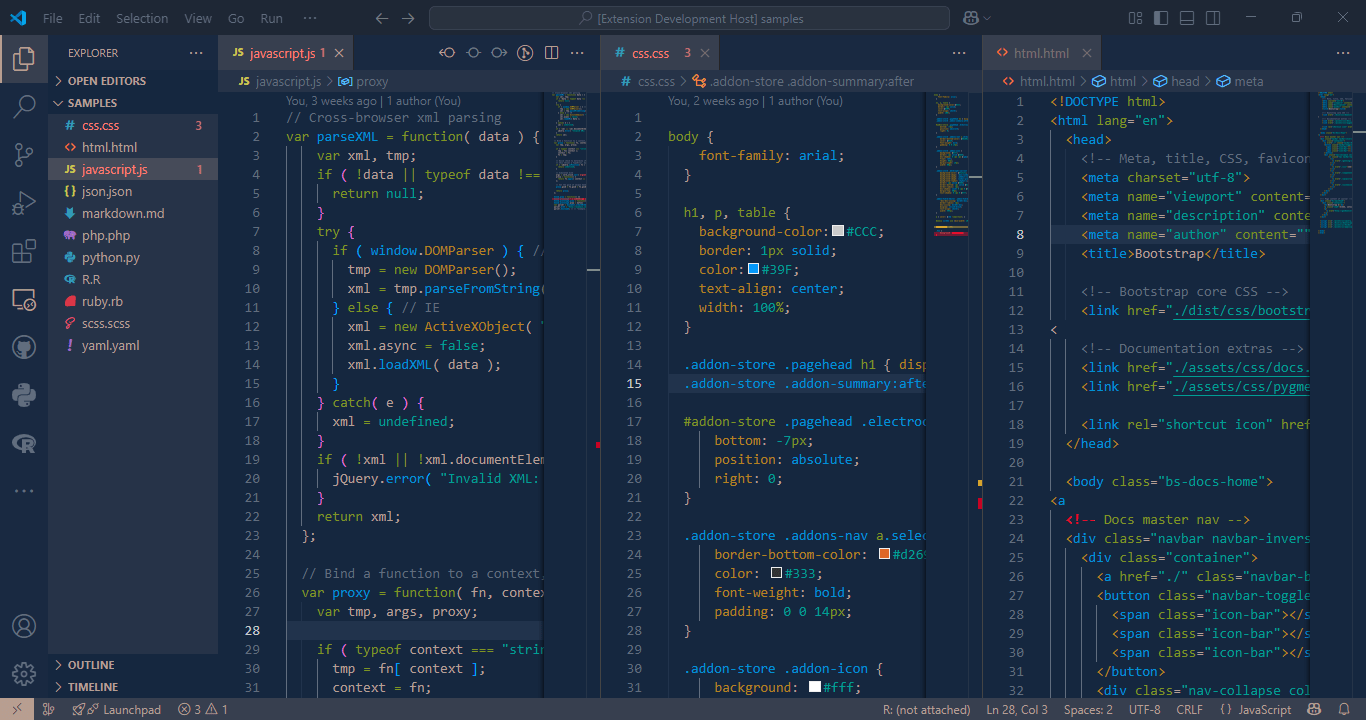 File Edit Selection View Go Run ···
[Extension Development Host] samples
EXPLORER ···
OPEN EDITORS
SAMPLES
# css.css 3
<> html.html
JS javascript.js 1
{} json.json
markdown.md
php.php
python.py
R.R
ruby.rb
scss.scss
! yaml.yaml
OUTLINE
TIMELINE
JS javascript.js 1
JS javascript.js > proxy
You, 3 weeks ago | 1 author (You)
1 // Cross-browser xml parsing
2 var parseXML = function( data ) {
3 var xml, tmp;
4 if ( !data || typeof data !==
5 return null;
6 }
7 try {
8 if ( window.DOMParser ) { //
9 tmp = new DOMParser();
10 xml = tmp.parseFromString(
11 } else { // IE
12 xml = new ActiveXObject( "
13 xml.async = false;
14 xml.loadXML( data );
15 }
16 } catch( e ) {
17 xml = undefined;
18 }
19 if ( !xml || !xml.documentElem
20 jQuery.error( "Invalid XML:
21 }
22 return xml;
23 };
24
25 // Bind a function to a context,
26 var proxy = function( fn, contex
27 var tmp, args, proxy;
28
29 if ( typeof context === "strin
30 tmp = fn[ context ];
31 context = fn;
# css.css 3
# css.css > .addon-store .addon-summary:after
You, 2 weeks ago | 1 author (You)
1
2 body {
3 font-family: arial;
4 }
5
6 h1, p, table {
7 background-color: #CCC;
8 border: 1px solid;
9 color: #39F;
10 text-align: center;
11 width: 100%;
12 }
13
14 .addon-store .pagehead h1 { disp
15 .addon-store .addon-summary:afte
16
17 #addon-store .pagehead .electroc
18 bottom: -7px;
19 position: absolute;
20 right: 0;
21 }
22
23 .addon-store .addons-nav a.selec
24 border-bottom-color: #d269
25 color: #333;
26 font-weight: bold;
27 padding: 0 0 14px;
28 }
29
30 .addon-store .addon-icon {
31 background: #fff;
<> html.html
<> html.html > html > head > meta
1 <!DOCTYPE html>
2 <html lang="en">
3 <head>
4 <!-- Meta, title, CSS, favicon
5 <meta charset="utf-8">
6 <meta name="viewport" content=
7 <meta name="description" conte
8 <meta name="author" content=""
9 <title>Bootstrap</title>
10
11 <!-- Bootstrap core CSS -->
12 <link href="./dist/css/bootstr
13 <
14 <!-- Documentation extras -->
15 <link href="./assets/css/docs.
16 <link href="./assets/css/pygme
17
18 <link rel="shortcut icon" href
19 </head>
20
21 <body class="bs-docs-home">
22 <a
23 <!-- Docs master nav -->
24 <div class="navbar navbar-invers
25 <div class="container">
26 <a href="./" class="navbar-b
27 <button class="navbar-toggle
28 <span class="icon-bar"></s
29 <span class="icon-bar"></s
30 <span class="icon-bar"></s
31 </button>
32 <div class="nav-collapse col
Launchpad 3 1
R: (not attached) Ln 28, Col 3 Spaces: 2 UTF-8 CRLF {} JavaScript